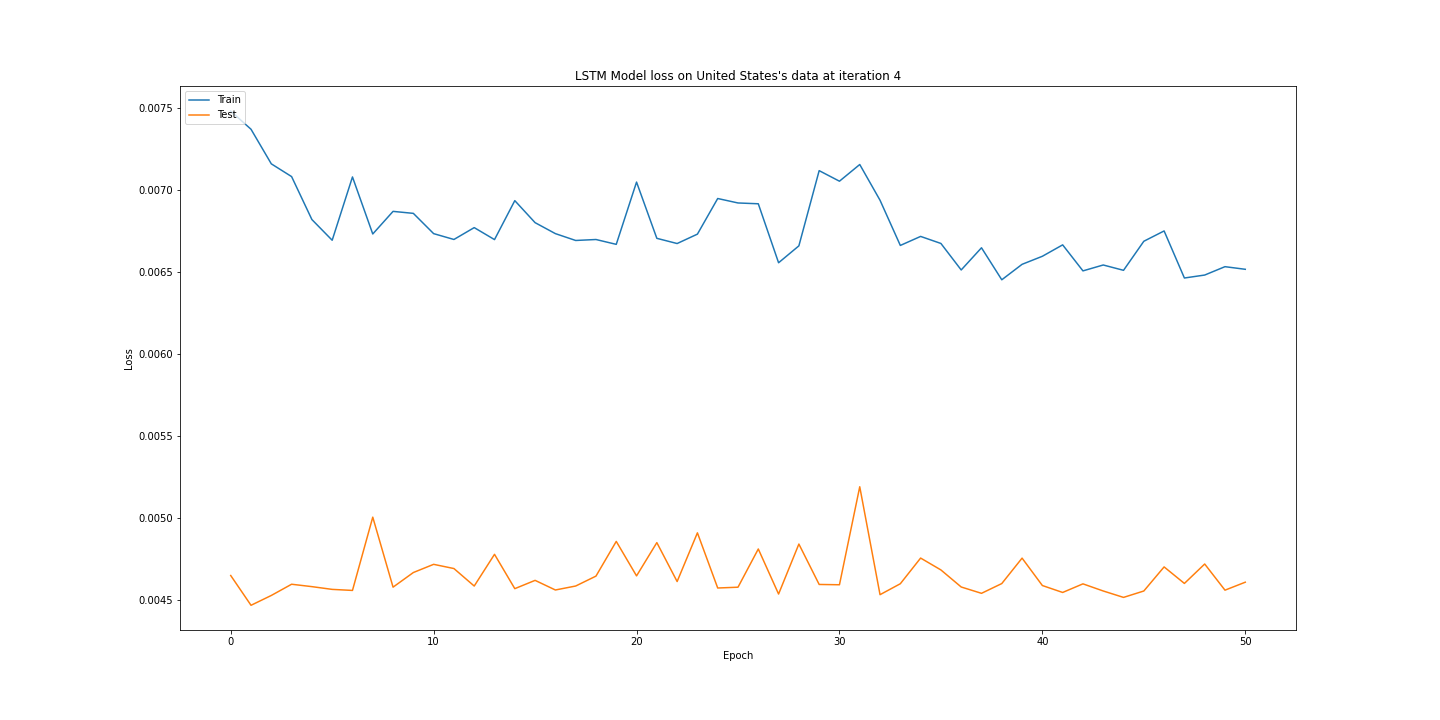 LSTM Model loss on United States's data at iteration 4
Train
Test
0.0075
0.0070
0.0065
0.0060
0.0055
0.0050
0.0045
Loss
0 10 20 30 40 50
Epoch